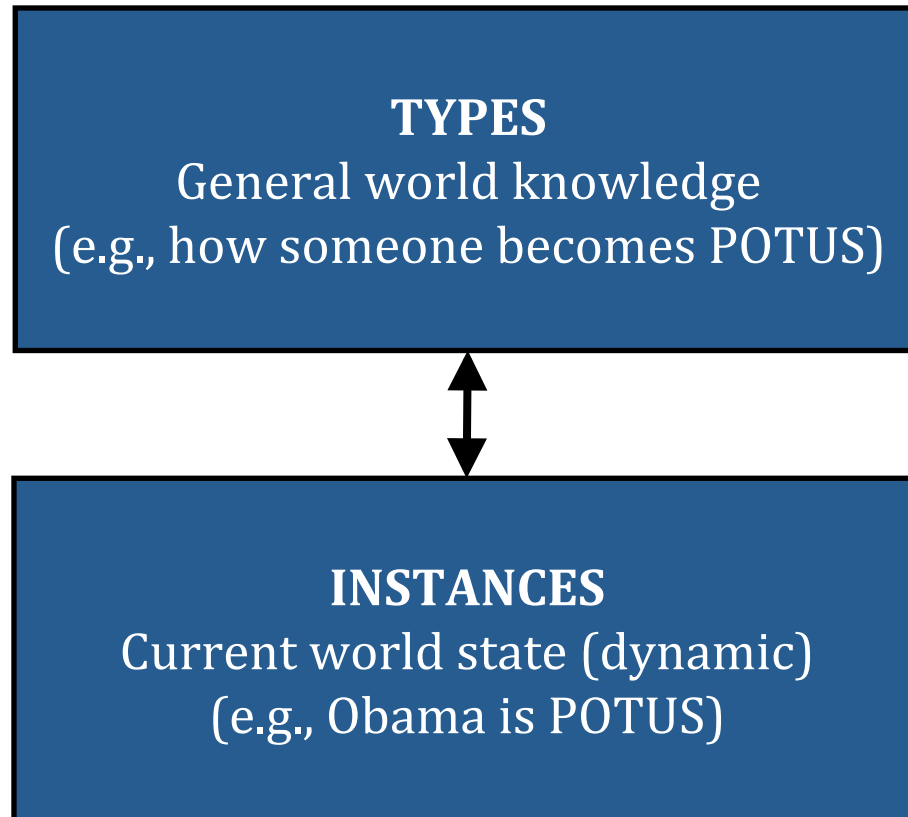 TYPES
General world knowledge
(e.g., how someone becomes POTUS)
INSTANCES
Current world state (dynamic)
(e.g., Obama is POTUS)